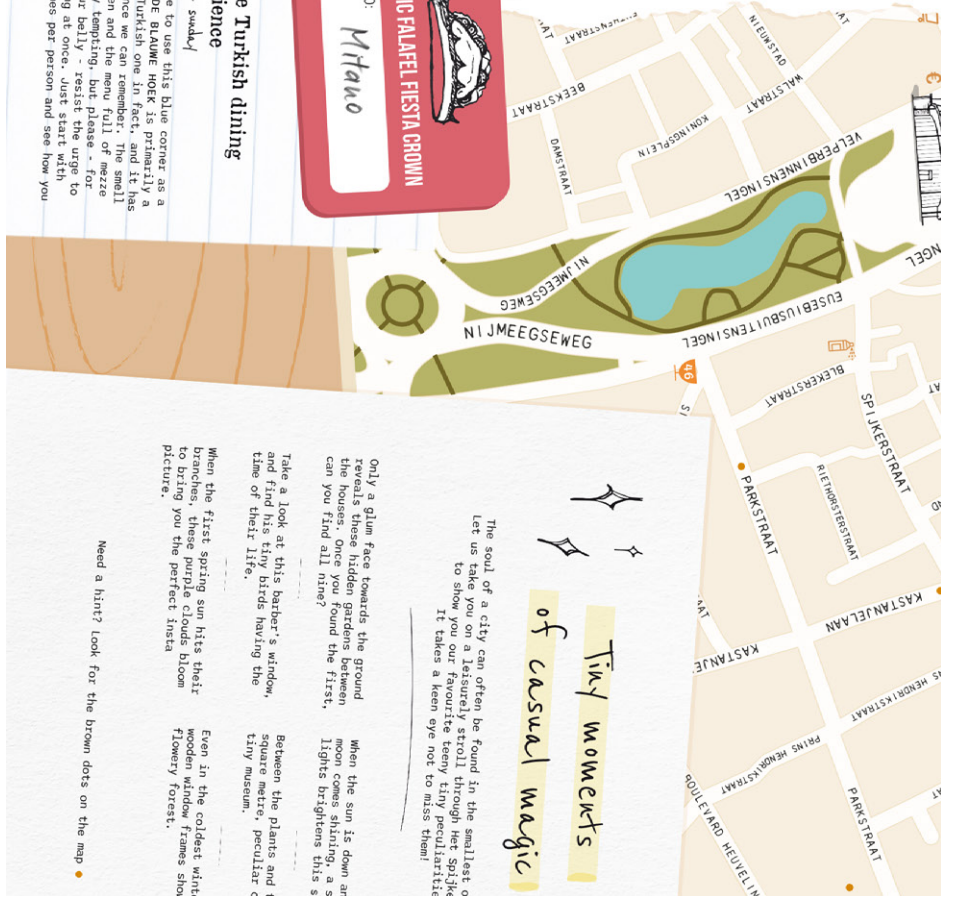 IC FALAFEL FIESTA CROWN
O:
Mitano
e Turkish dining
ience
sunday
e to use this blue corner as a
DE BLAUWE HOEK is primarily a
Turkish one in fact, and it has
nce we can remember. The smell
en and the menu full of mezze
y tempting, but please - for
r belly - resist the urge to
g at once. Just start with
es per person and see how you
Tiny moments
of casual magic
The soul of a city can often be found in the smallest o
Let us take you on a leisurely stroll through Het Spijke
to show you our favourite teeny tiny peculiaritie
It takes a keen eye not to miss them!
Only a glum face towards the ground
reveals these hidden gardens between
the houses. Once you found the first,
can you find all nine?
Take a look at this barber's window,
and find his tiny birds having the
time of their life.
When the first spring sun hits their
branches, these purple clouds bloom
to bring you the perfect insta
picture.
When the sun is down an
moon comes shining, a s
lights brightens this s
Between the plants and f
square metre, peculiar c
tiny museum.
Even in the coldest wint
wooden window frames show
flowery forest.
Need a hint? Look for the brown dots on the map
TURFSTRAAT
BEEKSTRAAT
NIEUWSTAD
WALSTRAAT
KONINGSPLEIN
DAMSTRAAT
VELPERBINNENSINGEL
NIJMEEGSEWEG
NIJMEEGSEWEG
EUSEBIUSBUITENSINGEL
INGEL
46
BLEKERSTRAAT
SPIJKERSTRAAT
RIETHORSTERSTRAAT
PARKSTRAAT
KASTANJELAAN
KASTANJE
S HENDRIKSTRAAT
PRINS HENDRIKSTRAAT
BOULEVARD HEUVELIN
PARKSTRAAT